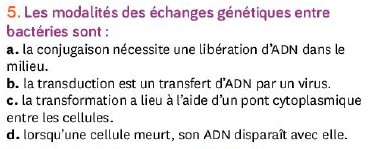 5. Les modalités des échanges génétiques entre
bactéries sont :
a. la conjugaison nécessite une libération d'ADN dans le
milieu.
b. la transduction est un transfert d'ADN par un virus.
c. la transformation a lieu à l'aide d'un pont cytoplasmique
entre les cellules.
d. lorsqu'une cellule meurt, son ADN disparaît avec elle.